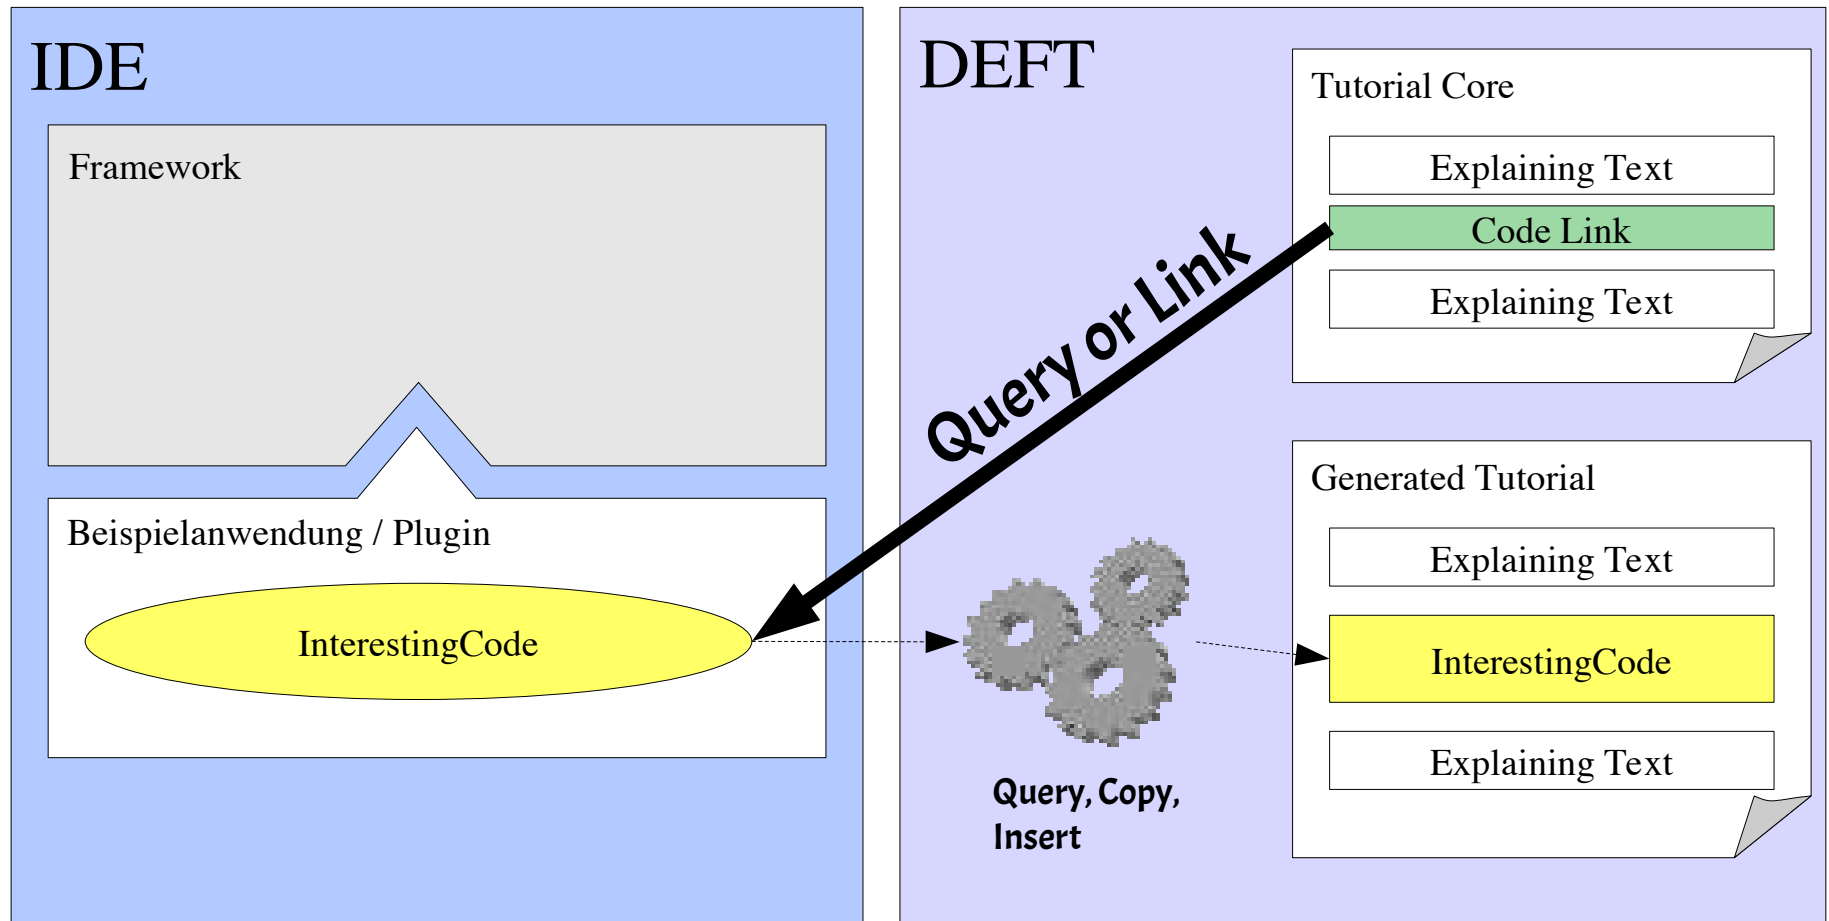 IDE
Framework
Beispielanwendung / Plugin
InterestingCode
DEFT
Query or Link
Query, Copy,
Insert
Tutorial Core
Explaining Text
Code Link
Explaining Text
Generated Tutorial
Explaining Text
InterestingCode
Explaining Text